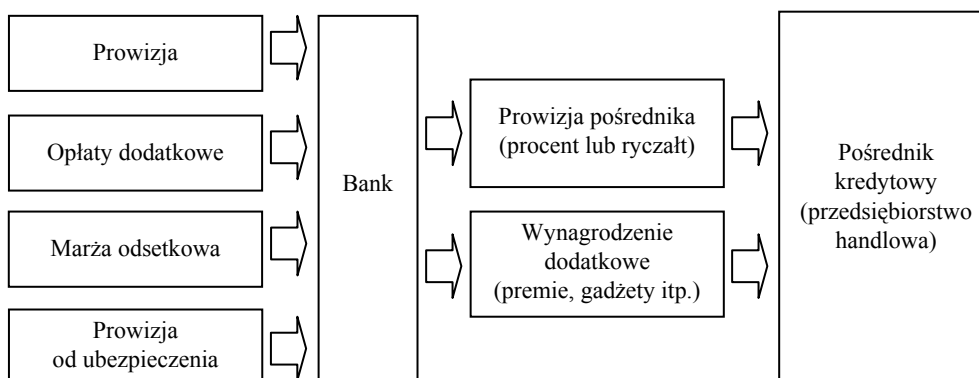 Prowizja
Opłaty dodatkowe
Marża odsetkowa
Prowizja
od ubezpieczenia
Bank
Prowizja pośrednika
(procent lub ryczałt)
Wynagrodzenie
dodatkowe
(premie, gadżety itp.)
Pośrednik
kredytowy
(przedsiębiorstwo
handlowa)